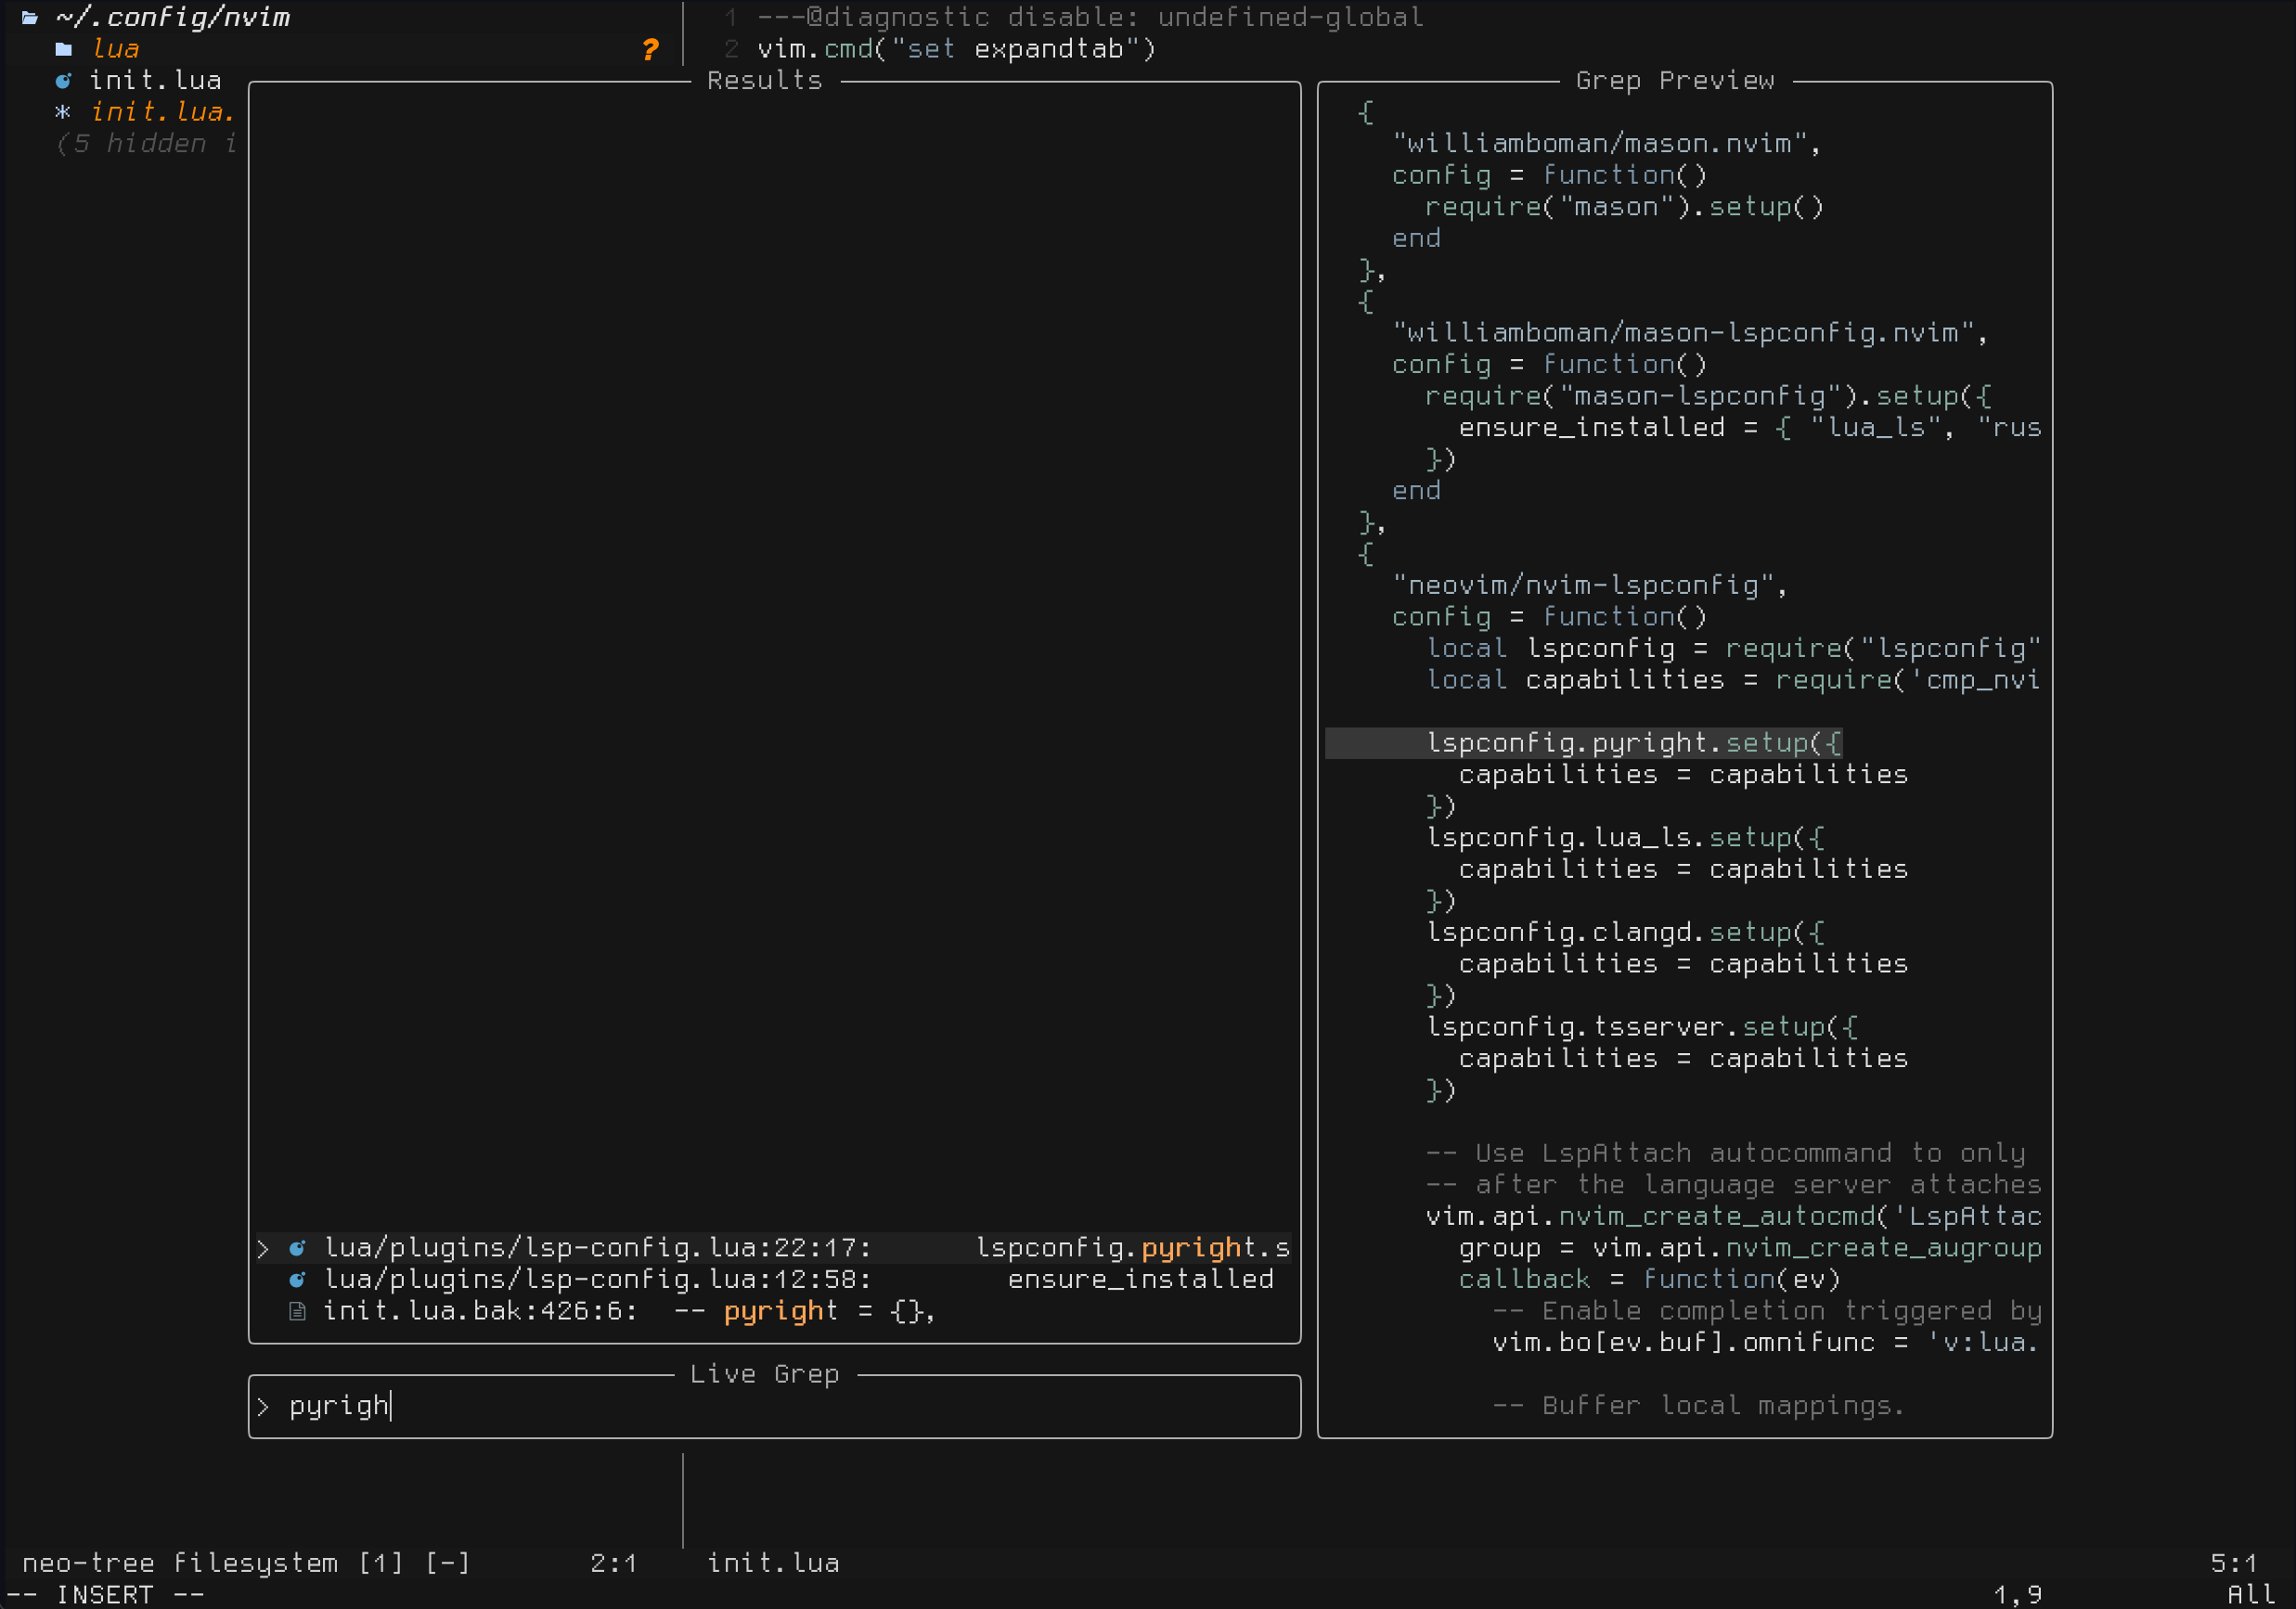 ~/.config/nvim
lua ?
init.lua
init.lua.
(5 hidden i
1 ---@diagnostic disable: undefined-global
2 vim.cmd("set expandtab")
Results
> lua/plugins/lsp-config.lua:22:17: lspconfig.pyright.s
lua/plugins/lsp-config.lua:12:58: ensure_installed
init.lua.bak:426:6: -- pyright = {},
Live Grep
> pyrigh
Grep Preview
{
"williamboman/mason.nvim",
config = function()
require("mason").setup()
end
},
{
"williamboman/mason-lspconfig.nvim",
config = function()
require("mason-lspconfig").setup({
ensure_installed = { "lua_ls", "rus
})
end
},
{
"neovim/nvim-lspconfig",
config = function()
local lspconfig = require("lspconfig"
local capabilities = require('cmp_nvi
lspconfig.pyright.setup({
capabilities = capabilities
})
lspconfig.lua_ls.setup({
capabilities = capabilities
})
lspconfig.clangd.setup({
capabilities = capabilities
})
lspconfig.tsserver.setup({
capabilities = capabilities
})
-- Use LspAttach autocommand to only
-- after the language server attaches
vim.api.nvim_create_autocmd('LspAttac
group = vim.api.nvim_create_augroup
callback = function(ev)
-- Enable completion triggered by
vim.bo[ev.buf].omnifunc = 'v:lua.
-- Buffer local mappings.
neo-tree filesystem [1] [-] 2:1 init.lua 5:1
-- INSERT -- 1,9 All